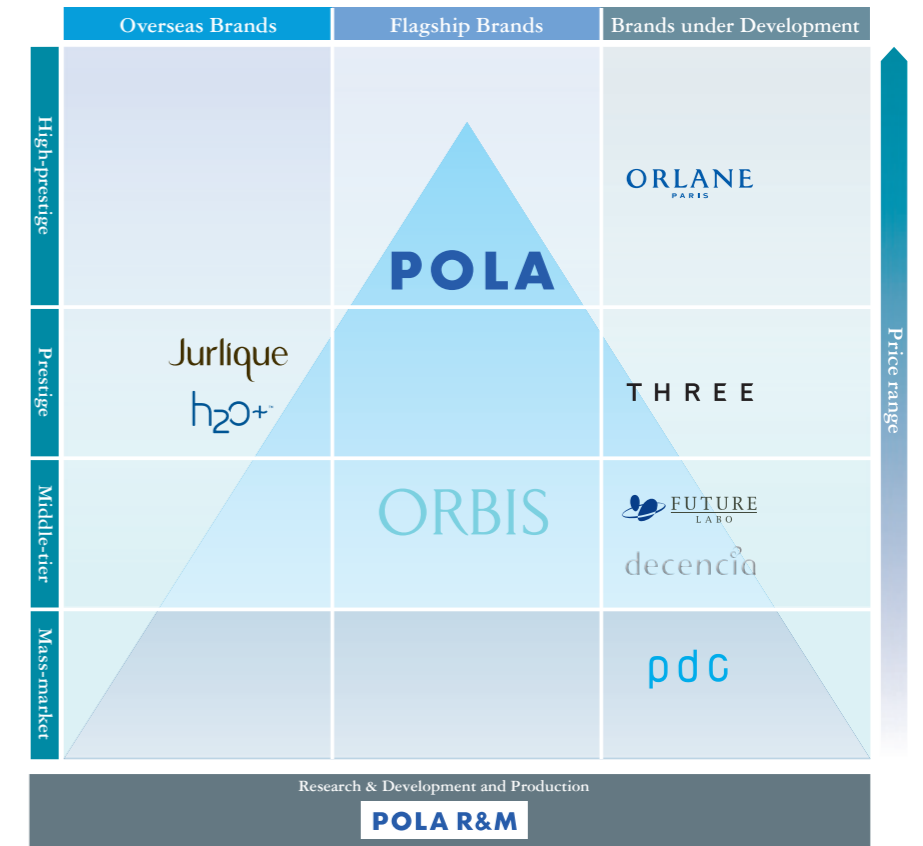 Overseas Brands
Flagship Brands
Brands under Development
High-prestige
ORLANE
PARIS
POLA
Prestige
Jurlique
h2o+™
THREE
Middle-tier
ORBIS
FUTURE
LABO
decencia
Mass-market
pdc
Price range
Research & Development and Production
POLA R&M